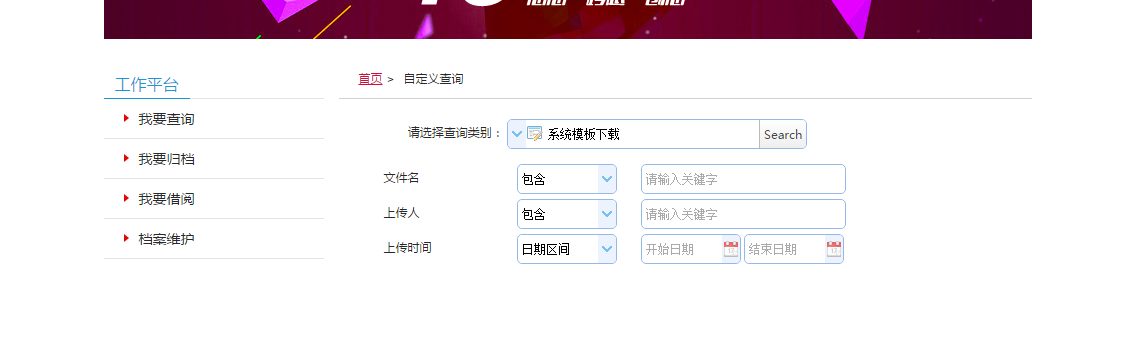 工作平台
我要查询
我要归档
我要借阅
档案维护
首页 > 自定义查询
请选择查询类别： 系统模板下载 Search
文件名 包含 请输入关键字
上传人 包含 请输入关键字
上传时间 日期区间 开始日期 结束日期